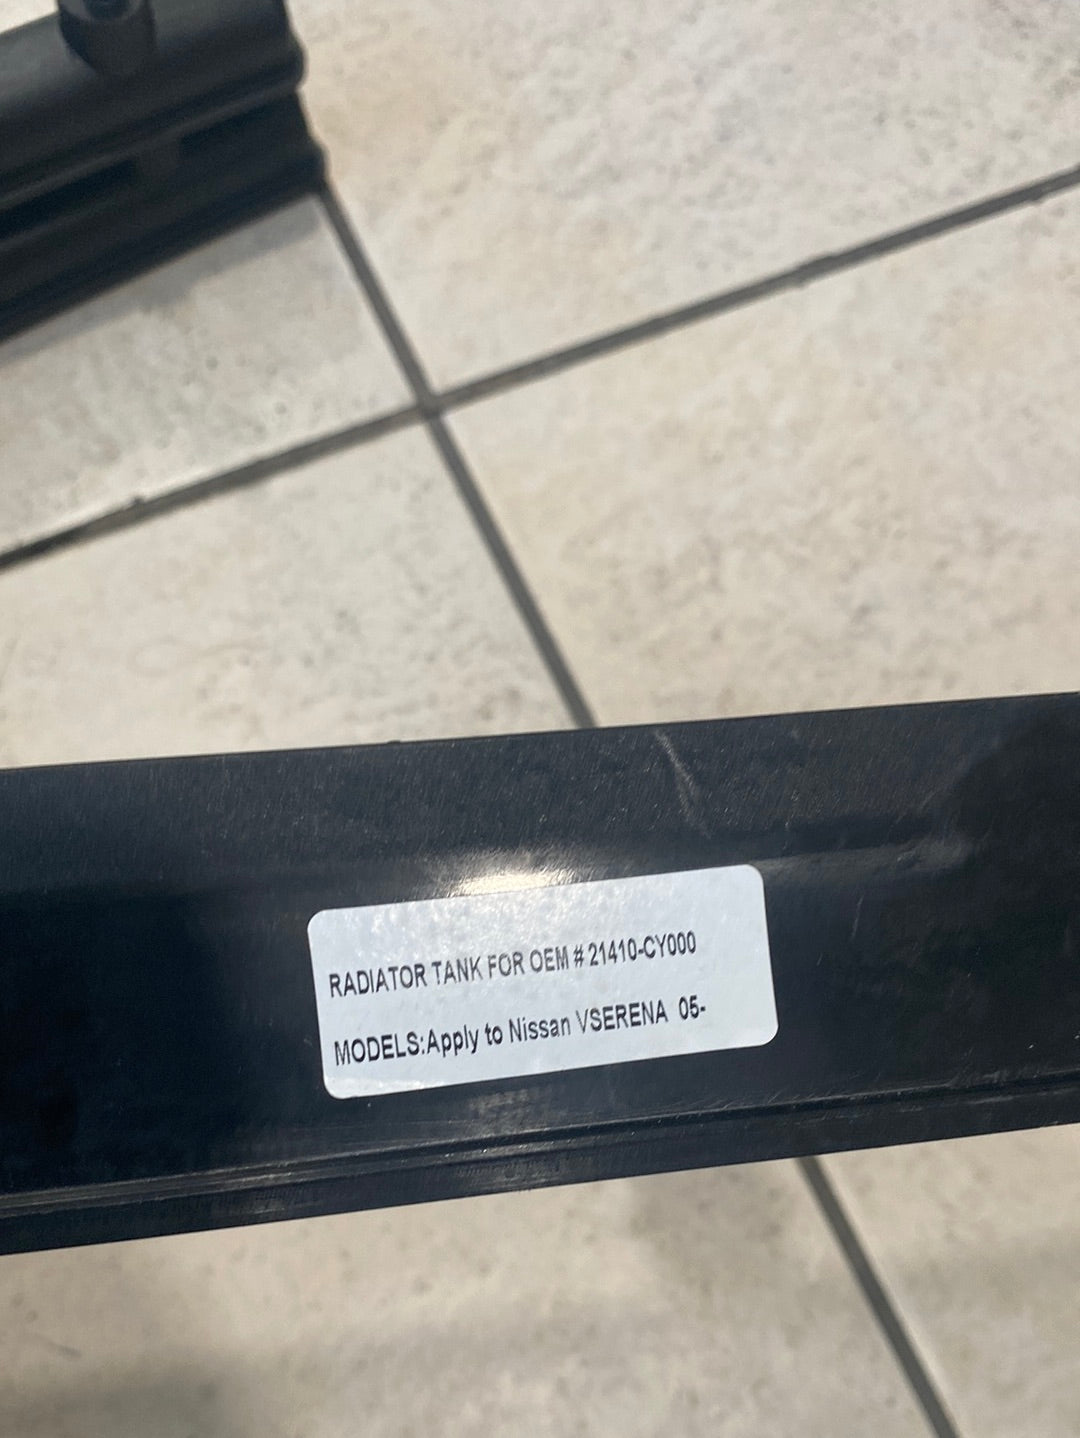 RADIATOR TANK FOR OEM # 21410-CY000
MODELS:Apply to Nissan VSERENA 05-